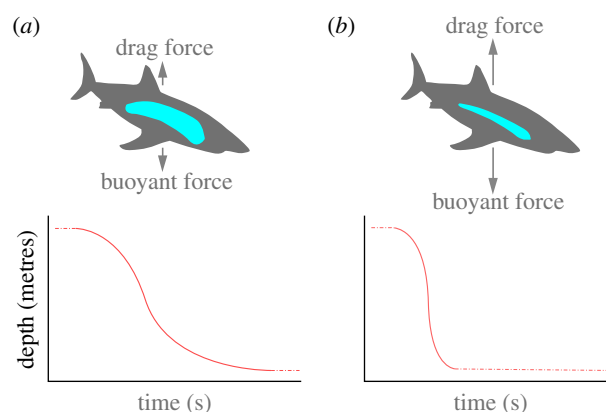 (a)
drag force
buoyant force
depth (metres)
time (s)
(b)
drag force
buoyant force
time (s)